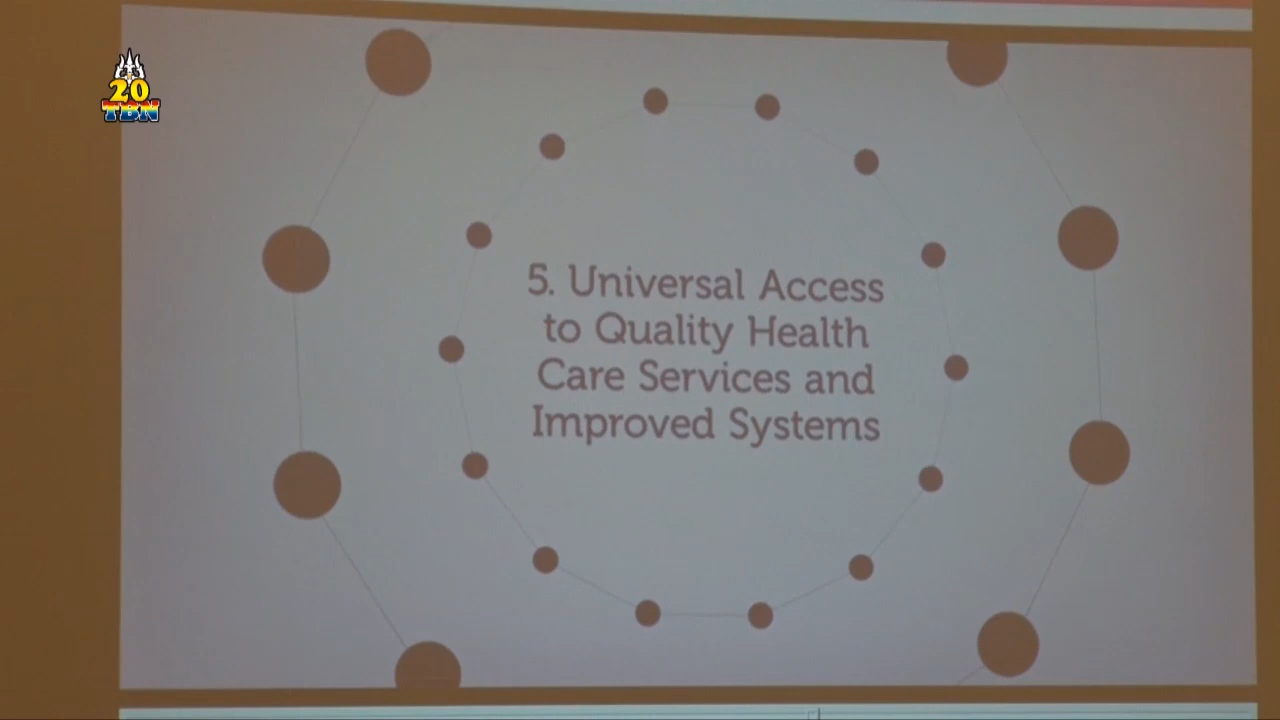 20
TBN
5. Universal Access
to Quality Health
Care Services and
Improved Systems